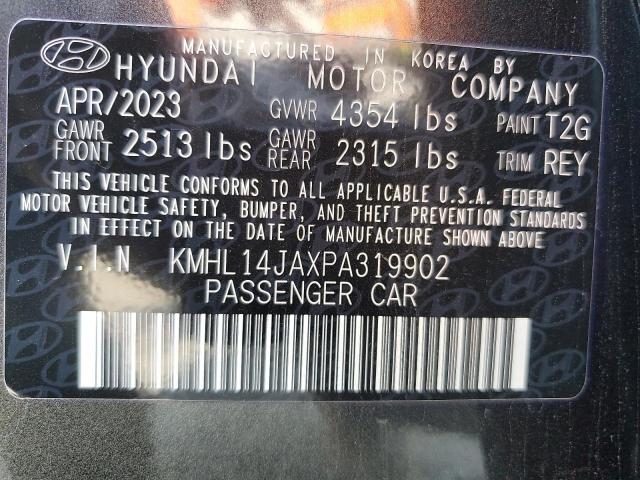 MANUFACTURED IN KOREA BY
HYUNDAI MOTOR COMPANY
APR/2023 GVWR 4354 lbs PAINT T2G
GAWR FRONT 2513 lbs GAWR REAR 2315 lbs TRIM REY
THIS VEHICLE CONFORMS TO ALL APPLICABLE U.S.A. FEDERAL
MOTOR VEHICLE SAFETY, BUMPER, AND THEFT PREVENTION STANDARDS
IN EFFECT ON THE DATE OF MANUFACTURE SHOWN ABOVE
V.I.N KMHL14JAXPA319902
PASSENGER CAR